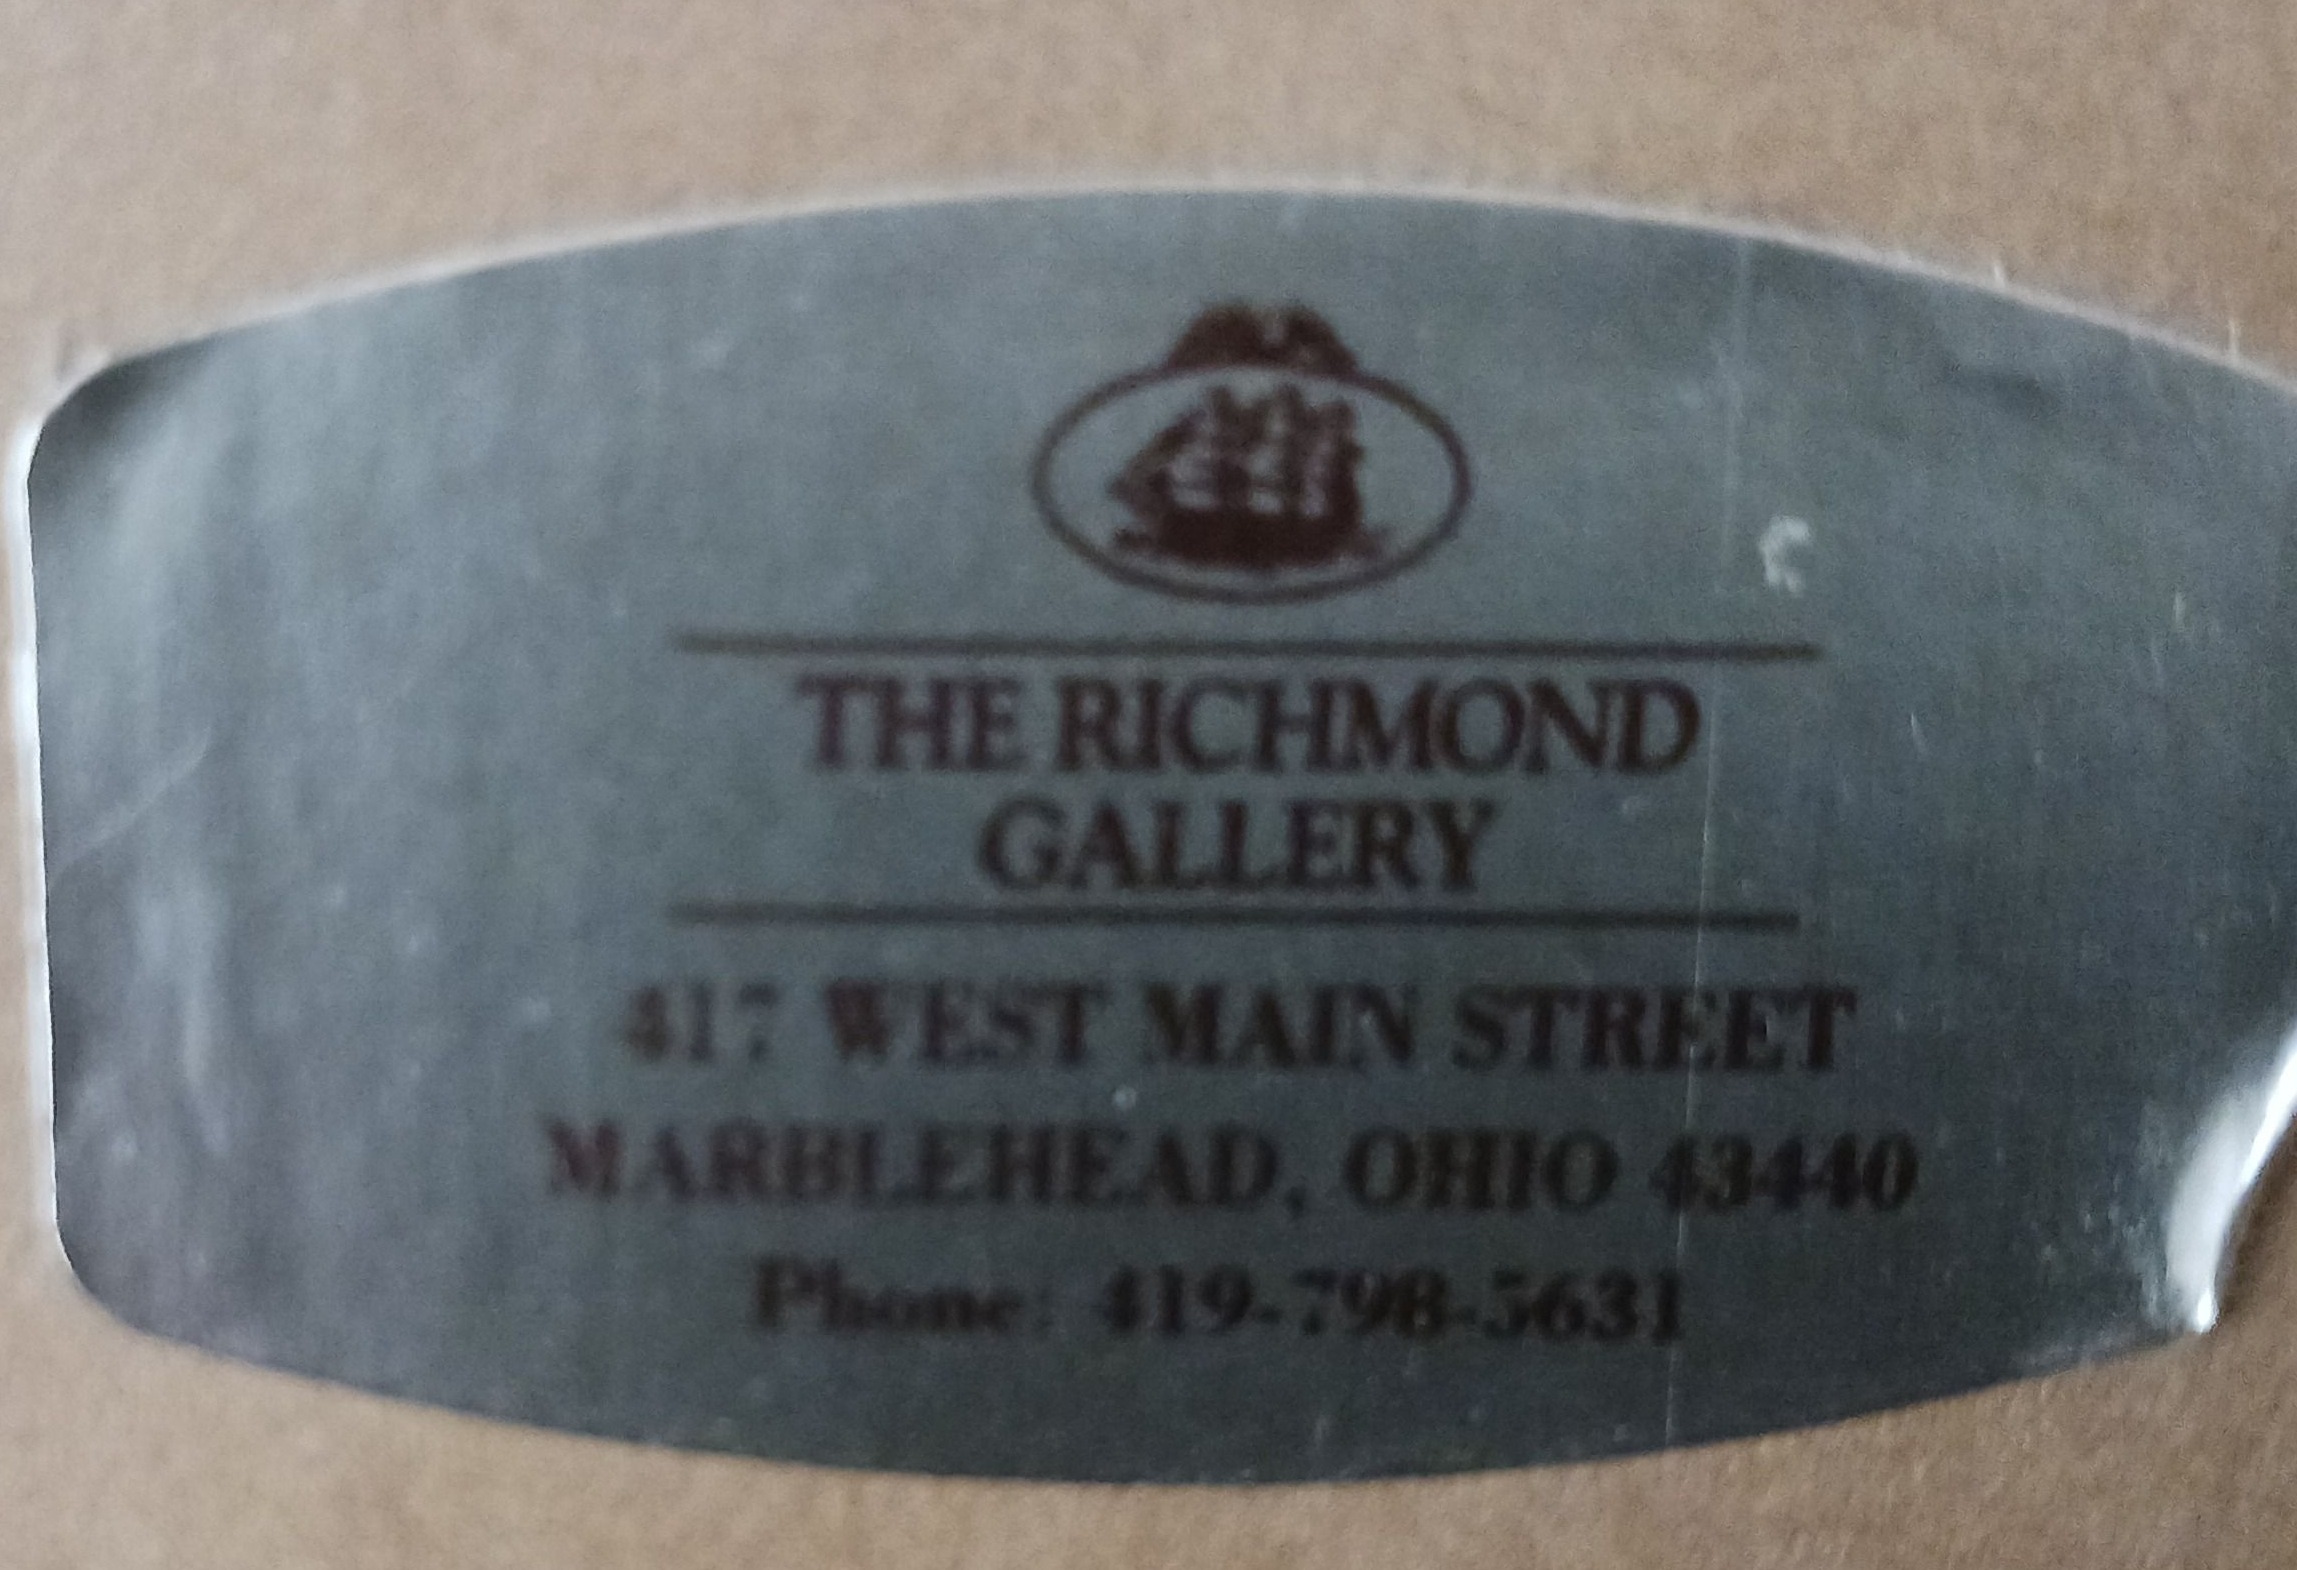 THE RICHMOND
GALLERY
417 WEST MAIN STREET
MARBLEHEAD, OHIO 43440
Phone: 419-798-5631